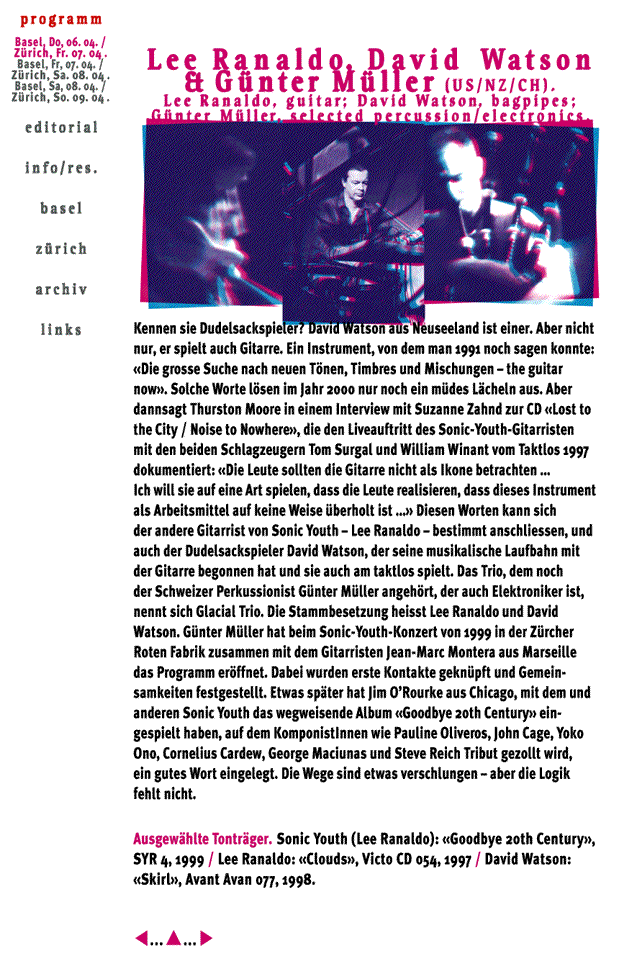 programm
Basel, Do, 06. 04. /
Zürich, Fr. 07. 04 .
Basel, Fr, 07. 04. /
Zürich, Sa. 08. 04 .
Basel, Sa, 08. 04. /
Zürich, So. 09. 04 .
editorial
info/res.
basel
zürich
archiv
links
Lee Ranaldo, David Watson
& Günter Müller (US/NZ/CH).
Lee Ranaldo, guitar; David Watson, bagpipes;
Günter Müller, selected percussion/electronics.
Kennen sie Dudelsackspieler? David Watson aus Neuseeland ist einer. Aber nicht
nur, er spielt auch Gitarre. Ein Instrument, von dem man 1991 noch sagen konnte:
«Die grosse Suche nach neuen Tönen, Timbres und Mischungen – the guitar
now». Solche Worte lösen im Jahr 2000 nur noch ein müdes Lächeln aus. Aber
dannsagt Thurston Moore in einem Interview mit Suzanne Zahnd zur CD «Lost to
the City / Noise to Nowhere», die den Liveauftritt des Sonic-Youth-Gitarristen
mit den beiden Schlagzeugern Tom Surgal und William Winant vom Taktlos 1997
dokumentiert: «Die Leute sollten die Gitarre nicht als Ikone betrachten ...
Ich will sie auf eine Art spielen, dass die Leute realisieren, dass dieses Instrument
als Arbeitsmittel auf keine Weise überholt ist ...» Diesen Worten kann sich
der andere Gitarrist von Sonic Youth – Lee Ranaldo – bestimmt anschliessen, und
auch der Dudelsackspieler David Watson, der seine musikalische Laufbahn mit
der Gitarre begonnen hat und sie auch am taktlos spielt. Das Trio, dem noch
der Schweizer Perkussionist Günter Müller angehört, der auch Elektroniker ist,
nennt sich Glacial Trio. Die Stammbesetzung heisst Lee Ranaldo und David
Watson. Günter Müller hat beim Sonic-Youth-Konzert von 1999 in der Zürcher
Roten Fabrik zusammen mit dem Gitarristen Jean-Marc Montera aus Marseille
das Programm eröffnet. Dabei wurden erste Kontakte geknüpft und Gemein-
samkeiten festgestellt. Etwas später hat Jim O'Rourke aus Chicago, mit dem und
anderen Sonic Youth das wegweisende Album «Goodbye 20th Century» ein-
gespielt haben, auf dem KomponistInnen wie Pauline Oliveros, John Cage, Yoko
Ono, Cornelius Cardew, George Maciunas und Steve Reich Tribut gezollt wird,
ein gutes Wort eingelegt. Die Wege sind etwas verschlungen – aber die Logik
fehlt nicht.
Ausgewählte Tonträger. Sonic Youth (Lee Ranaldo): «Goodbye 20th Century»,
SYR 4, 1999 / Lee Ranaldo: «Clouds», Victo CD 054, 1997 / David Watson:
«Skirl», Avant Avan 077, 1998.
◄...▲...►